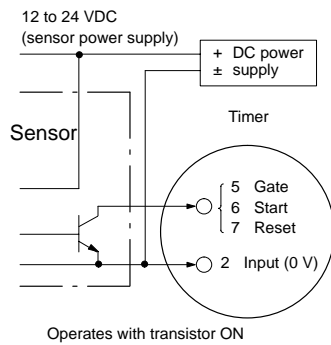 12 to 24 VDC
(sensor power supply)
+ DC power
± supply
Timer
Sensor
5 Gate
6 Start
7 Reset
2 Input (0 V)
Operates with transistor ON